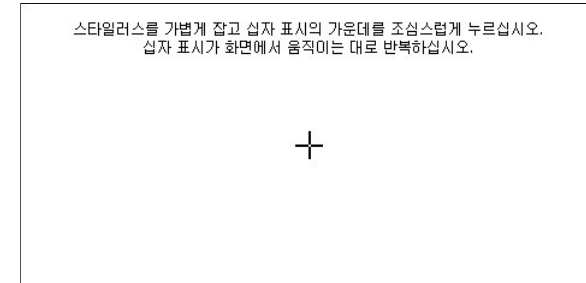 스타일러스를 가볍게 잡고 십자 표시의 가운데를 조심스럽게 누르십시오.
십자 표시가 화면에서 움직이는 대로 반복하십시오.